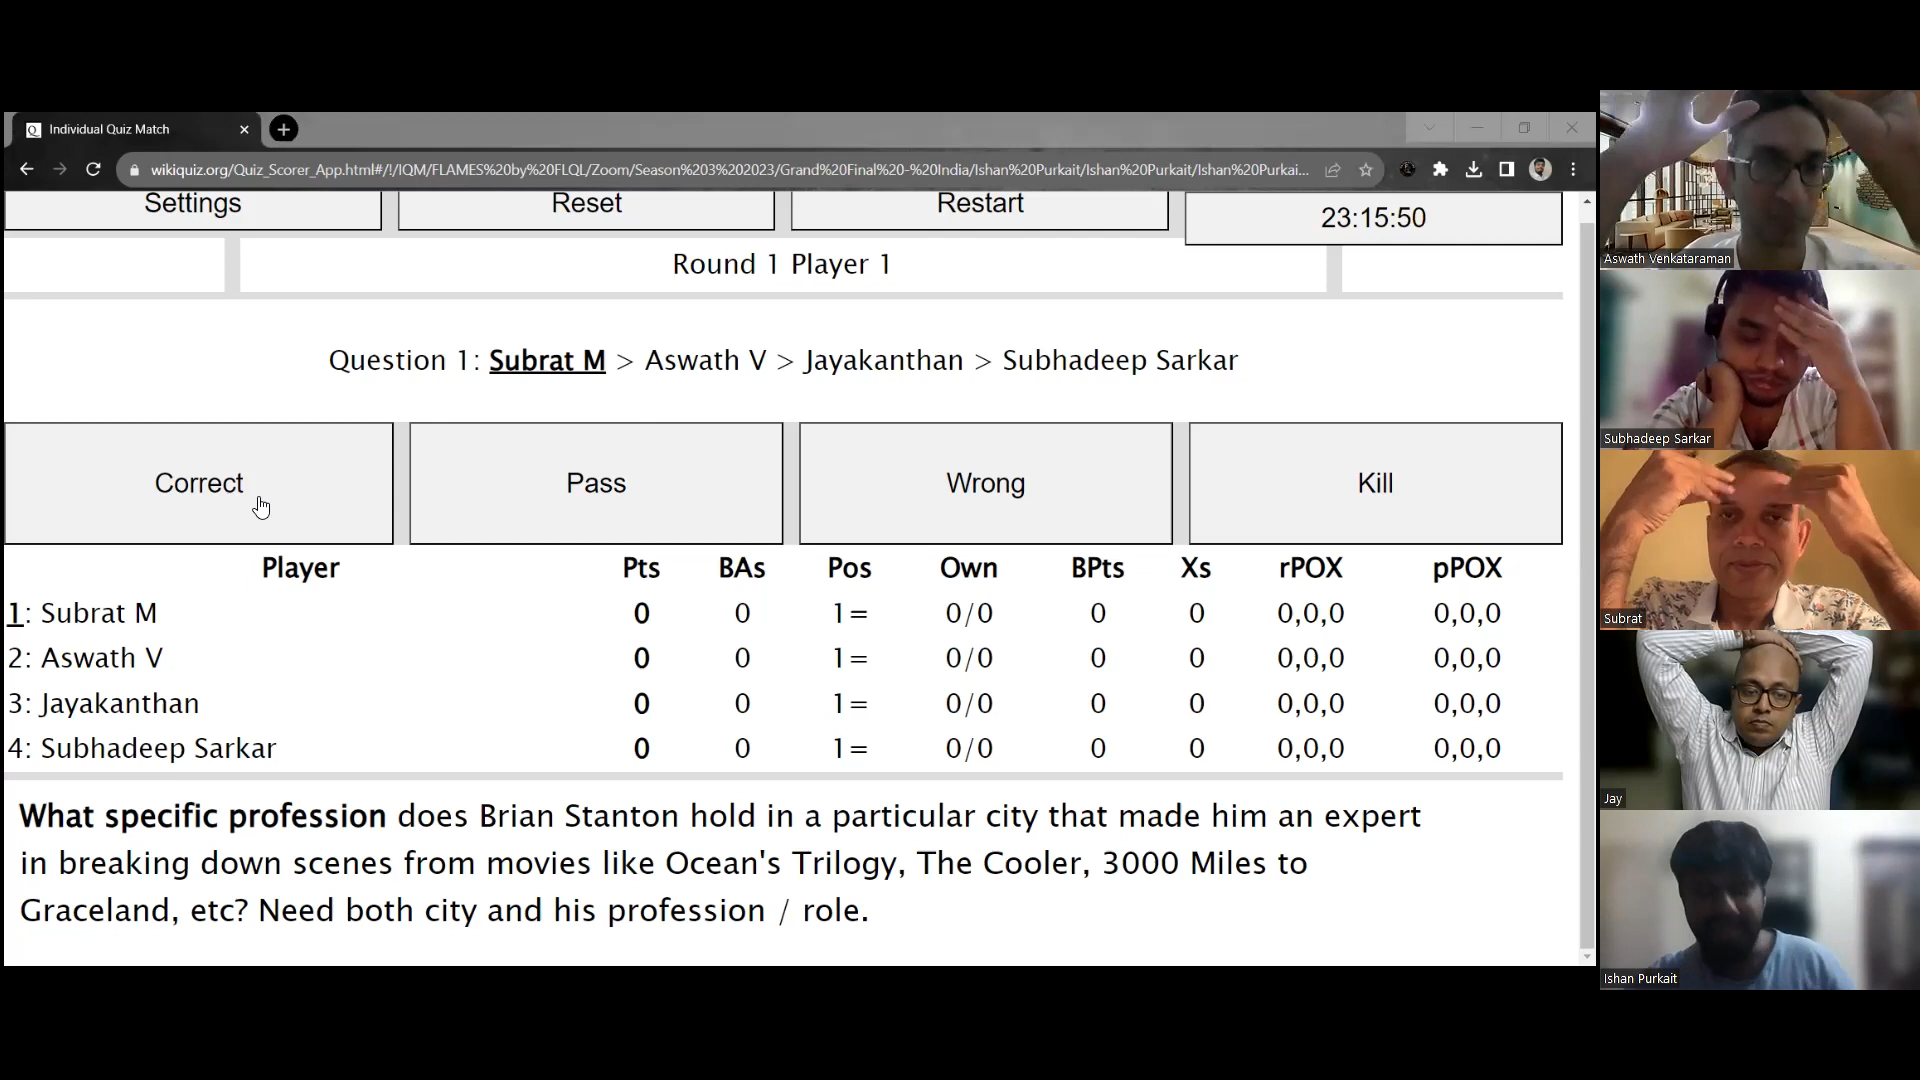 Individual Quiz Match
wikiquiz.org/Quiz_Scorer_App.html#/!/IQM/FLAMES%20by%20FLQL/Zoom/Season%203%202023/Grand%20Final%20-%20India/Ishan%20Purkait/Ishan%20Purkait/Ishan%20Purkai...
Settings Reset Restart 23:15:50
Round 1 Player 1
Question 1: Subrat M > Aswath V > Jayakanthan > Subhadeep Sarkar
Correct Pass Wrong Kill
Player Pts BAs Pos Own BPts Xs rPOX pPOX
1: Subrat M 0 0 1= 0/0 0 0 0,0,0 0,0,0
2: Aswath V 0 0 1= 0/0 0 0 0,0,0 0,0,0
3: Jayakanthan 0 0 1= 0/0 0 0 0,0,0 0,0,0
4: Subhadeep Sarkar 0 0 1= 0/0 0 0 0,0,0 0,0,0
What specific profession does Brian Stanton hold in a particular city that made him an expert
in breaking down scenes from movies like Ocean's Trilogy, The Cooler, 3000 Miles to
Graceland, etc? Need both city and his profession / role.
Aswath Venkataraman
Subhadeep Sarkar
Subrat
Jay
Ishan Purkait